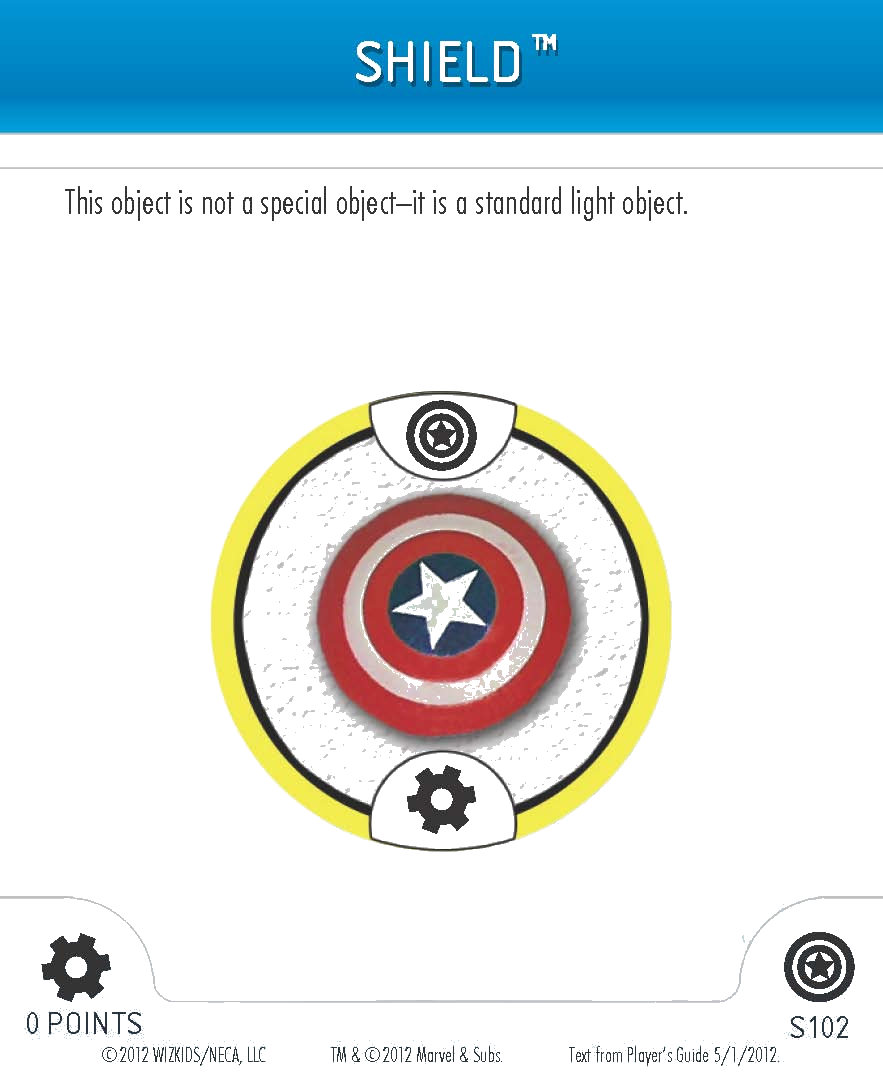 SHIELD™
This object is not a special object–it is a standard light object.
0 POINTS
S102
©2012 WIZKIDS/NECA, LLC TM & ©2012 Marvel & Subs. Text from Player's Guide 5/1/2012.